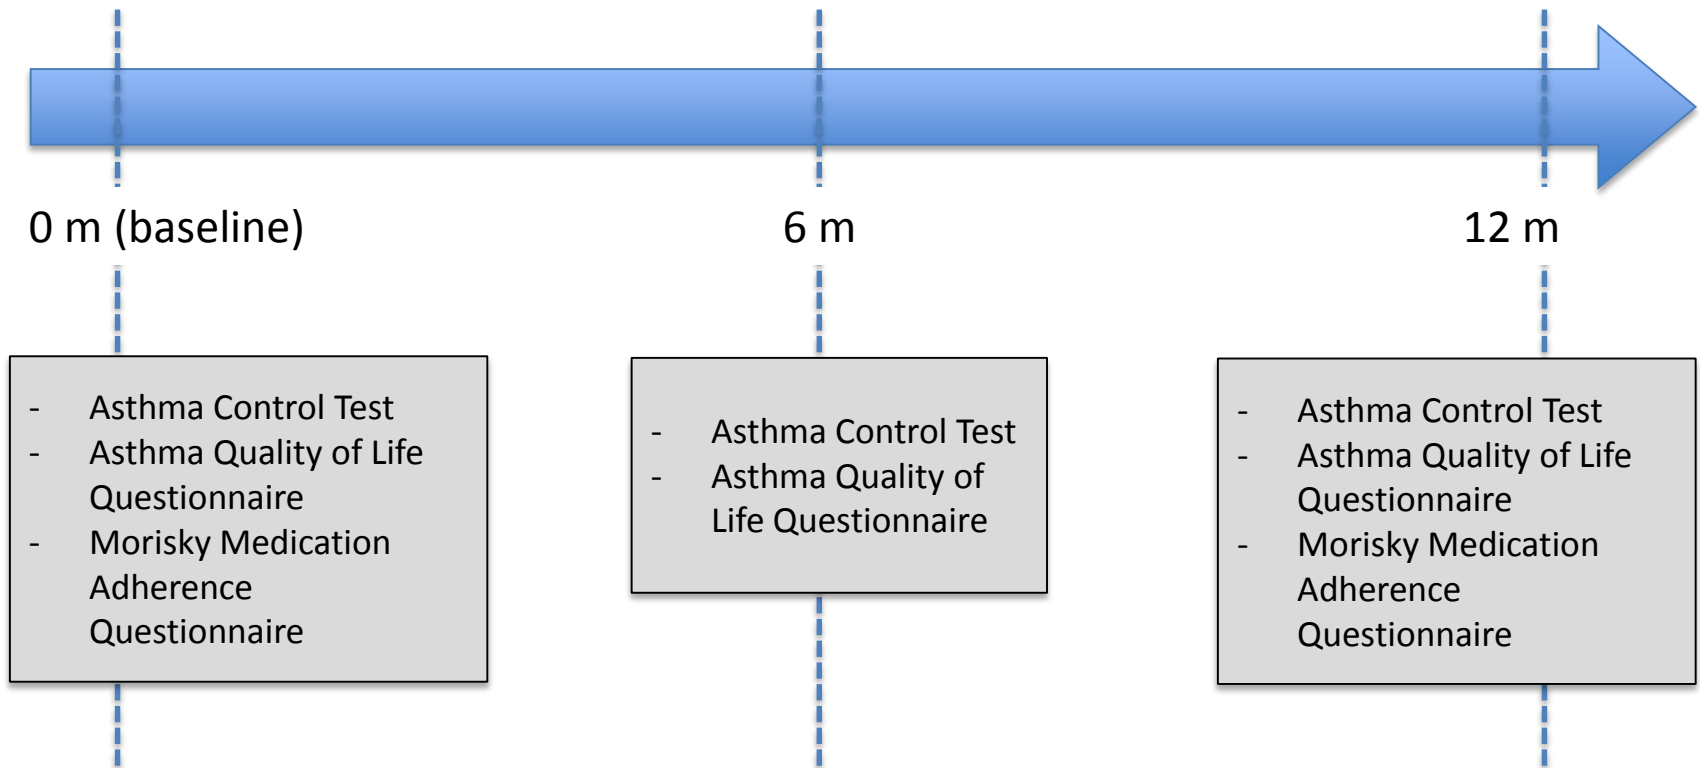 0 m (baseline)
6 m
12 m
- Asthma Control Test
- Asthma Quality of Life
Questionnaire
- Morisky Medication
Adherence
Questionnaire
- Asthma Control Test
- Asthma Quality of
Life Questionnaire
- Asthma Control Test
- Asthma Quality of Life
Questionnaire
- Morisky Medication
Adherence
Questionnaire